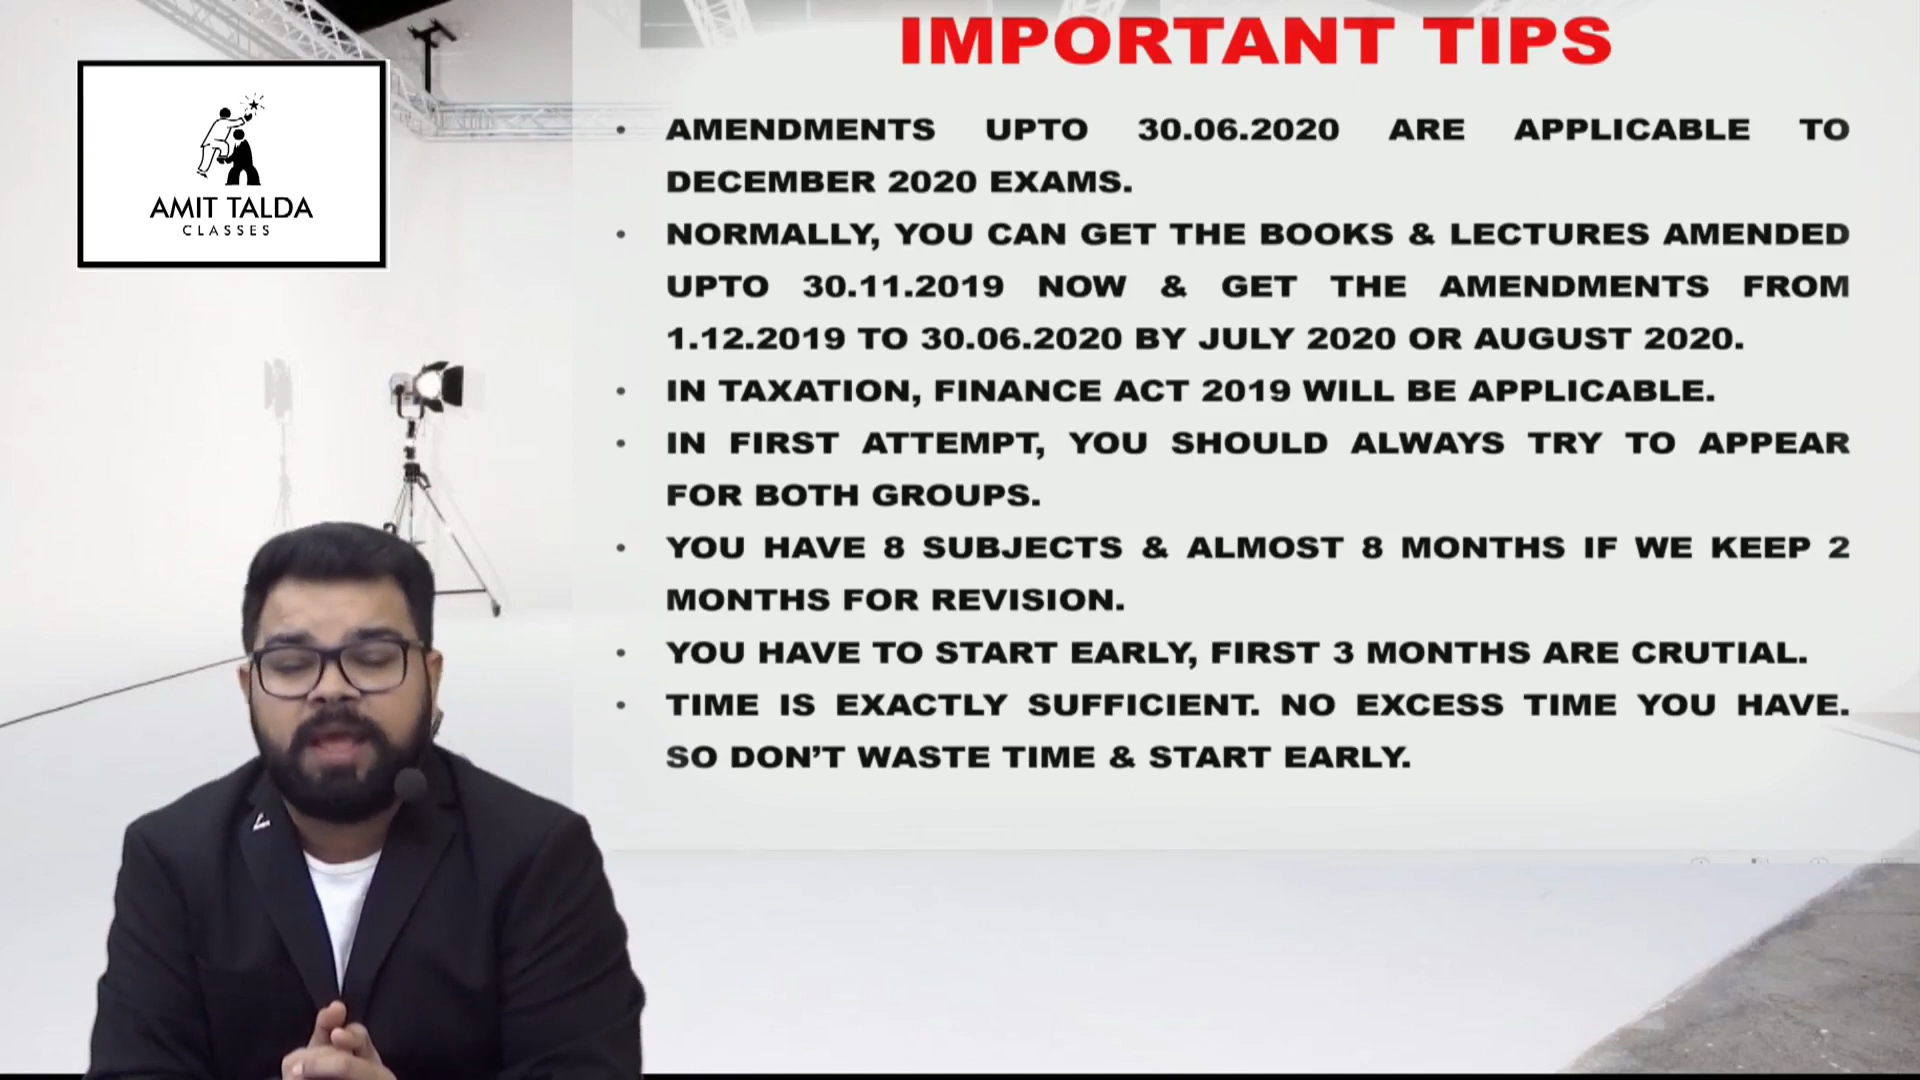 IMPORTANT TIPS
AMIT TALDA
CLASSES
• AMENDMENTS UPTO 30.06.2020 ARE APPLICABLE TO
DECEMBER 2020 EXAMS.
• NORMALLY, YOU CAN GET THE BOOKS & LECTURES AMENDED
UPTO 30.11.2019 NOW & GET THE AMENDMENTS FROM
1.12.2019 TO 30.06.2020 BY JULY 2020 OR AUGUST 2020.
• IN TAXATION, FINANCE ACT 2019 WILL BE APPLICABLE.
• IN FIRST ATTEMPT, YOU SHOULD ALWAYS TRY TO APPEAR
FOR BOTH GROUPS.
• YOU HAVE 8 SUBJECTS & ALMOST 8 MONTHS IF WE KEEP 2
MONTHS FOR REVISION.
• YOU HAVE TO START EARLY, FIRST 3 MONTHS ARE CRUTIAL.
• TIME IS EXACTLY SUFFICIENT. NO EXCESS TIME YOU HAVE.
SO DON’T WASTE TIME & START EARLY.